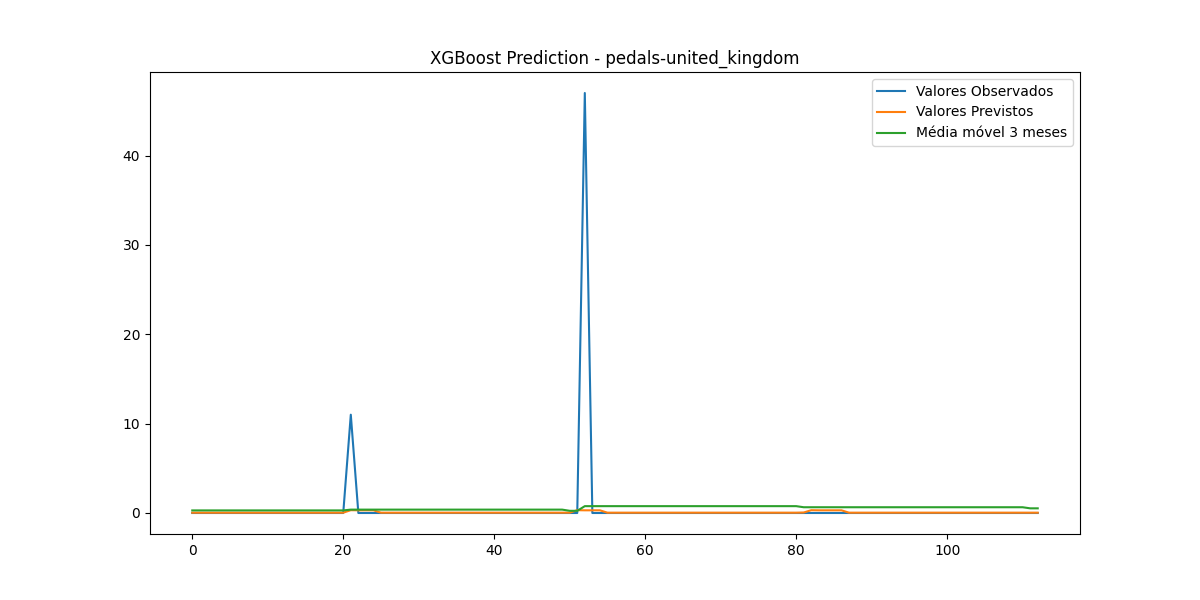 XGBoost Prediction - pedals-united_kingdom
Valores Observados
Valores Previstos
Média móvel 3 meses
40
30
20
10
0
0 20 40 60 80 100